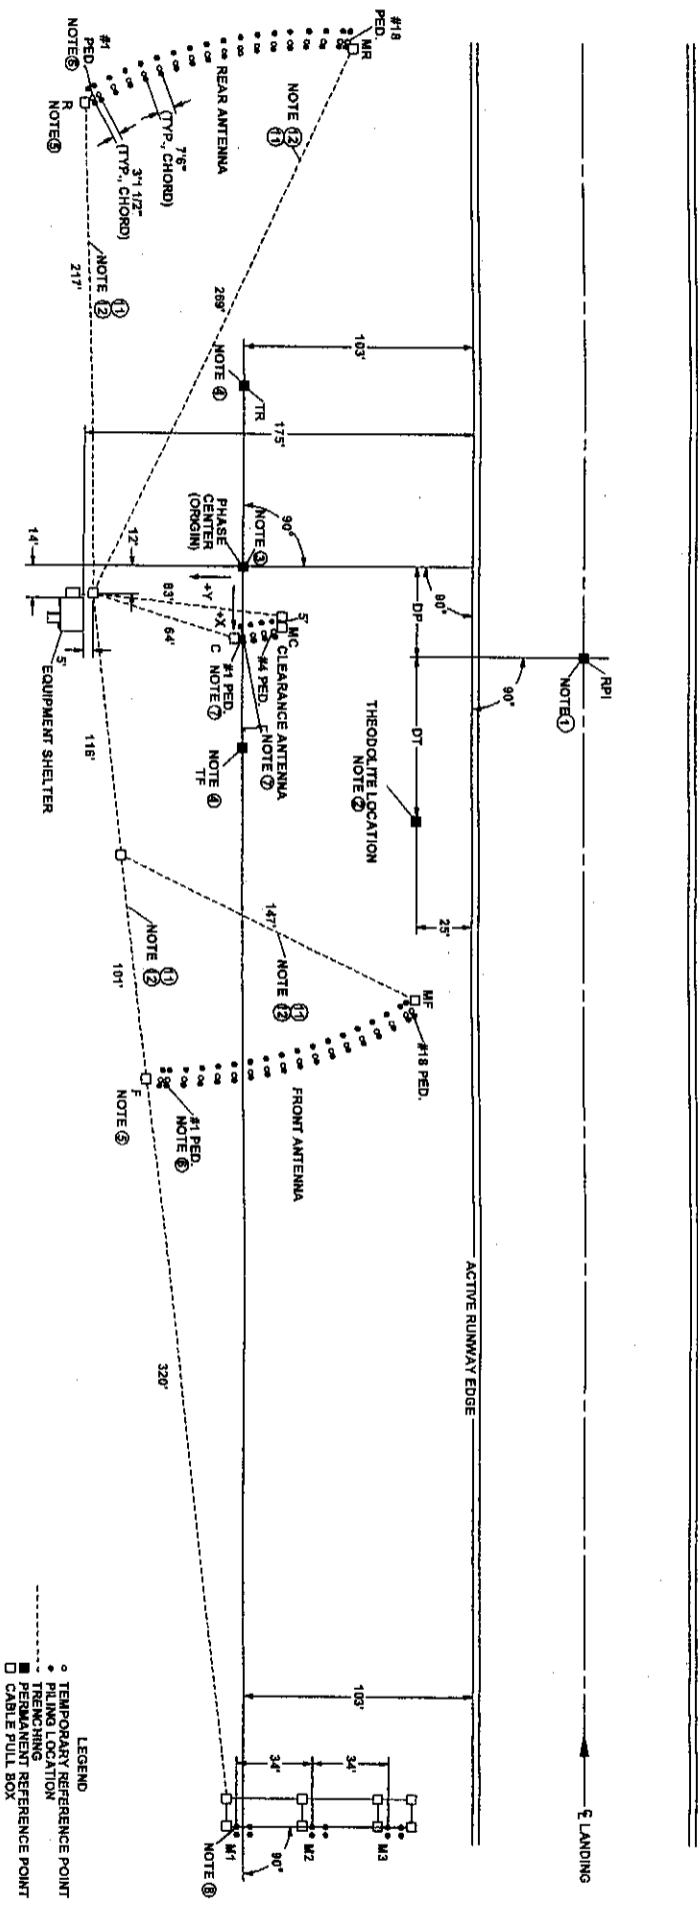 #18
PED.
MR
#1
PED.
NOTE ⑥
R
NOTE ⑤
REAR ANTENNA
7'6"
(TYP., CHORD)
3'1 1/2"
(TYP., CHORD)
NOTE ⑫
⑪
NOTE ⑪
⑫
217'
269'
103'
NOTE ④
TR
175'
PHASE
CENTER
(ORIGIN)
NOTE ③
90°
14'
12'
+Y
+X
83'
64'
5'
MC
C
#1 PED.
NOTE ⑦
#4 PED.
CLEARANCE ANTENNA
NOTE ⑦
5'
EQUIPMENT SHELTER
DP
90°
90°
RPI
NOTE ①
DT
THEODOLITE LOCATION
NOTE ②
25'
NOTE ④
TF
116'
147'
NOTE ⑪
⑫
NOTE ⑪
⑫
101'
MF
#18 PED.
F
NOTE ⑤
#1 PED.
NOTE ⑥
FRONT ANTENNA
ACTIVE RUNWAY EDGE
320'
103'
34'
34'
M1
M2
M3
90°
NOTE ⑧
℄ LANDING
LEGEND
TEMPORARY REFERENCE POINT
PILING LOCATION
TRENCHING
PERMANENT REFERENCE POINT
CABLE PULL BOX